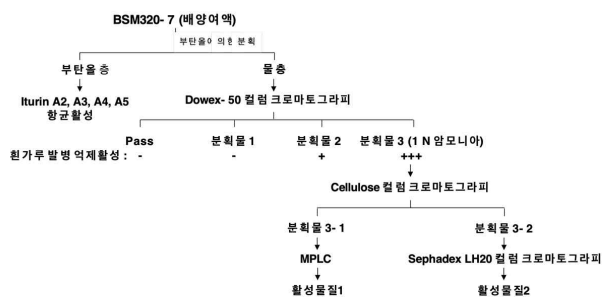 BSM320-7 (배양여액)
부탄올에 의한 분획
부탄올 층 물층
Iturin A2, A3, A4, A5 Dowex-50 컬럼 크로마토그라피
항균활성
Pass 분획물 1 분획물 2 분획물 3 (1 N 암모니아)
흰가루 발병 억제활성 : - - + +++
Cellulose 컬럼 크로마토그라피
분획물 3-1 분획물 3-2
MPLC Sephadex LH20 컬럼 크로마토그라피
활성물질1 활성물질2